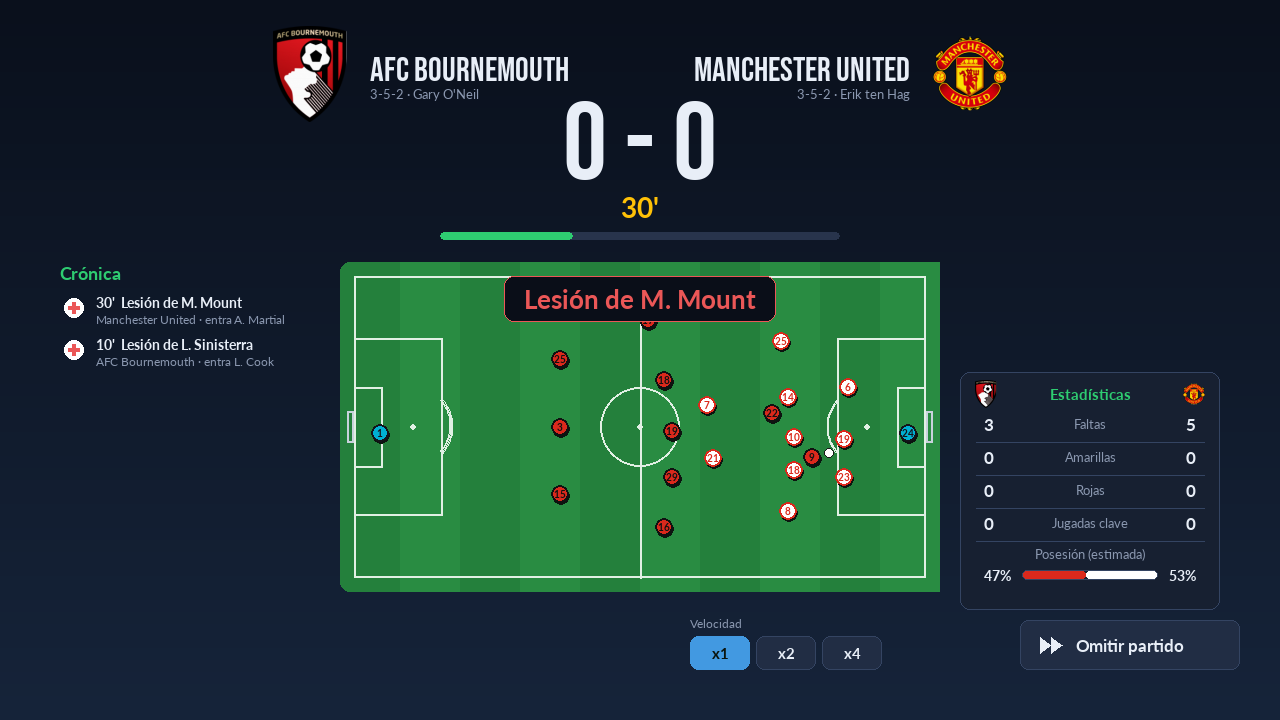 AFC BOURNEMOUTH
AFC BOURNEMOUTH
3-5-2 · Gary O'Neil
MANCHESTER UNITED
3-5-2 · Erik ten Hag
MANCHESTER
UNITED
0 - 0
30'
Crónica
30' Lesión de M. Mount
Manchester United · entra A. Martial
10' Lesión de L. Sinisterra
AFC Bournemouth · entra L. Cook
Lesión de M. Mount
25
25
18
6
7
14
22
1
3
19
10
19
24
21
9
18
29
23
15
8
16
Estadísticas
3 Faltas 5
0 Amarillas 0
0 Rojas 0
0 Jugadas clave 0
Posesión (estimada)
47% 53%
Velocidad
x1
x2
x4
Omitir partido